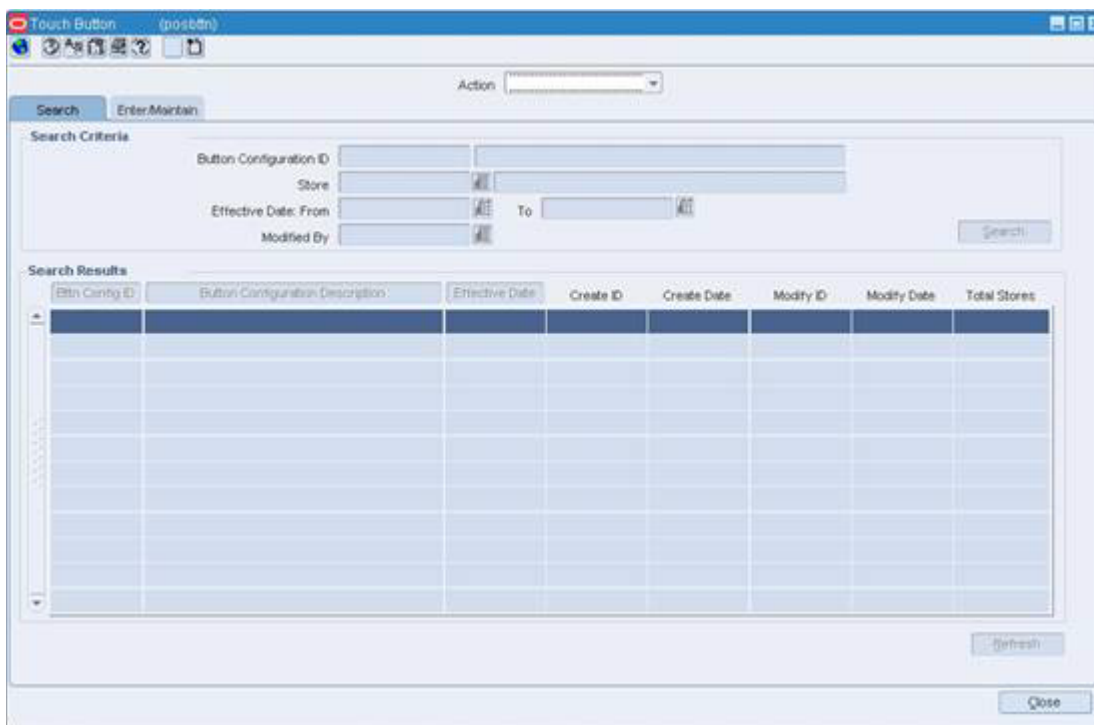 Touch Button (posbttn)
Action
Search Enter/Maintain
Search Criteria
Button Configuration ID
Store
Effective Date: From To
Modified By
Search
Search Results
Bttn Config ID Button Configuration Description Effective Date Create ID Create Date Modify ID Modify Date Total Stores
Refresh
Close